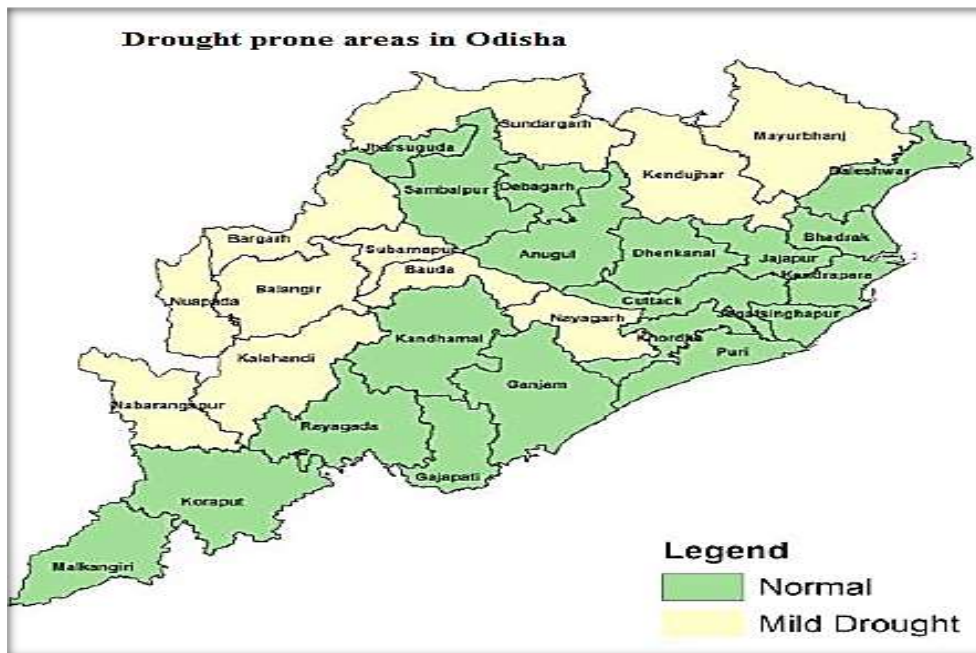 Drought prone areas in Odisha
Sundargarh
Mayurbhanj
Jharsuguda
Kendujhar
Baleshwar
Sambalpur
Debagarh
Bargarh
Subarnapur
Anugul
Dhenkanal
Bhadrak
Jajapur
Bauda
Kendrapara
Nuapada
Balangir
Cuttack
Nayagarh
Jagatsinghapur
Kandhamal
Khordha
Puri
Kalahandi
Ganjam
Nabarangapur
Rayagada
Gajapati
Koraput
Malkangiri
Legend
Normal
Mild Drought